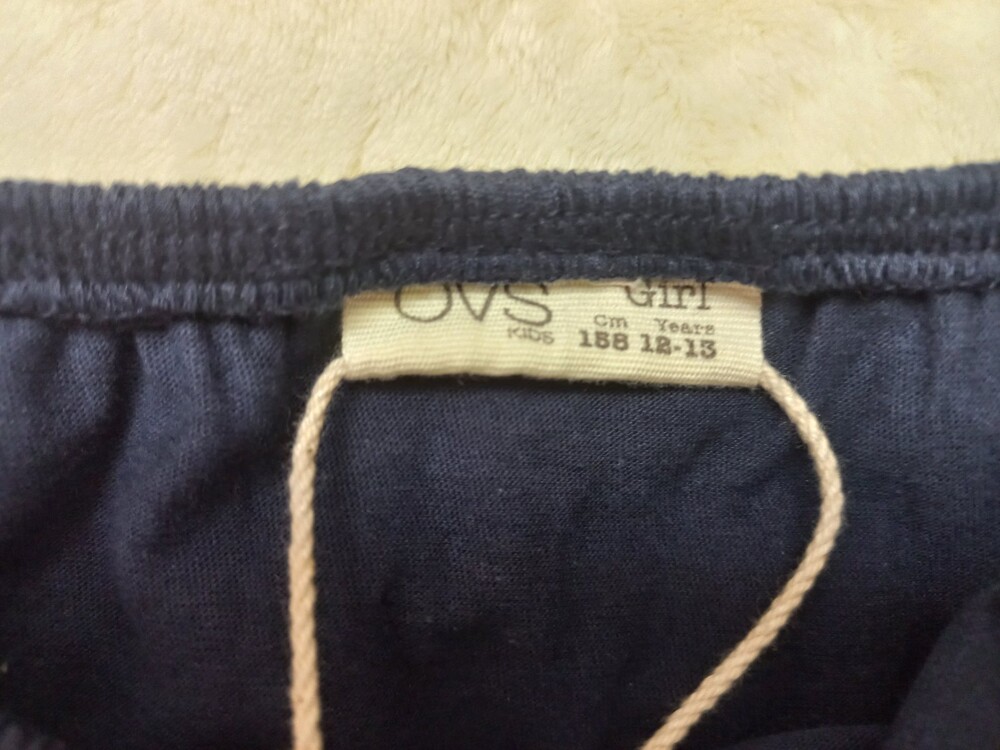 OVS Girl
KIDS cm Years
158 12-13